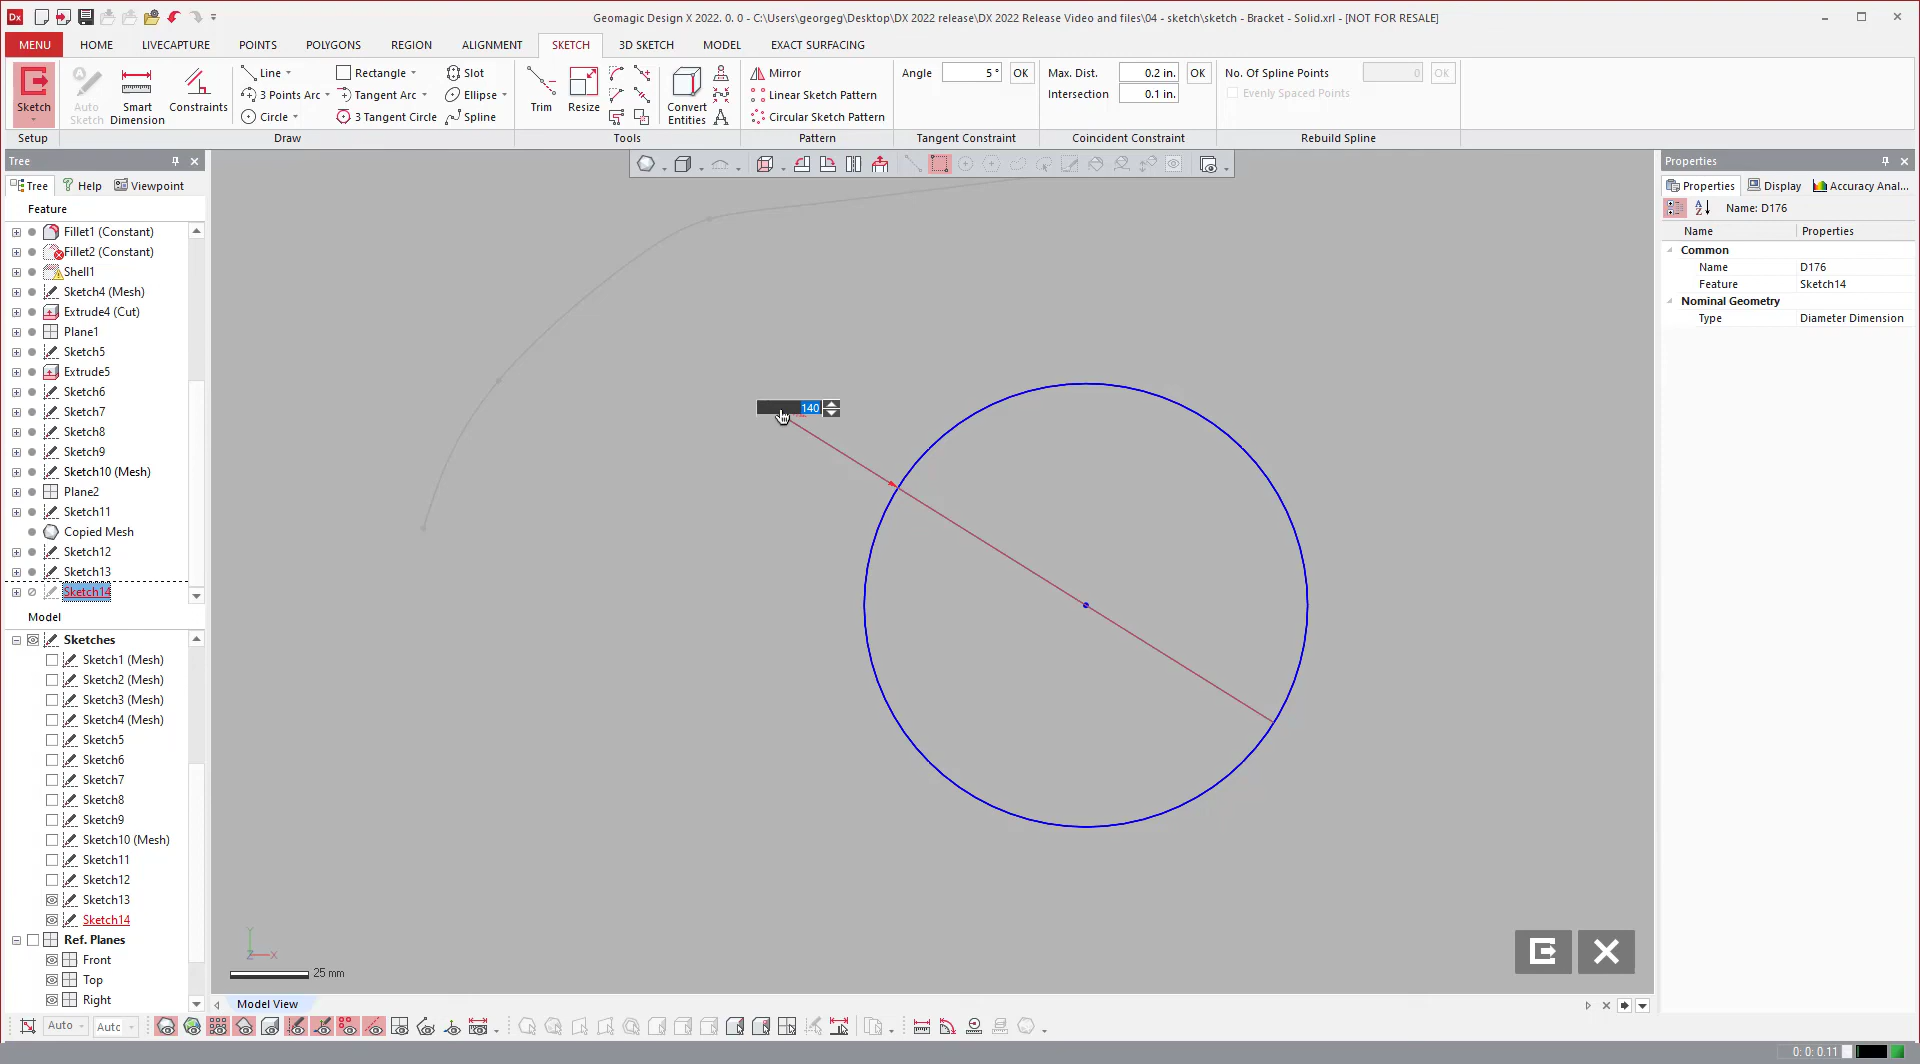 Dx
Geomagic Design X 2022. 0. 0 - C:\Users\georgeg\Desktop\DX 2022 release\DX 2022 Release Video and files\04 - sketch\sketch - Bracket - Solid.xrl - [NOT FOR RESALE]
MENU HOME LIVECAPTURE POINTS POLYGONS REGION ALIGNMENT SKETCH 3D SKETCH MODEL EXACT SURFACING
Line Rectangle Slot Mirror Angle 5° OK Max. Dist. 0.2 in. OK No. Of Spline Points 0 OK
3 Points Arc Tangent Arc Ellipse Linear Sketch Pattern Intersection 0.1 in. Evenly Spaced Points
Sketch Auto Sketch Smart Dimension Constraints Trim Resize Convert Entities
Circle 3 Tangent Circle Spline Circular Sketch Pattern
Setup Draw Tools Pattern Tangent Constraint Coincident Constraint Rebuild Spline
Tree
Tree Help Viewpoint
Feature
Fillet1 (Constant)
Fillet2 (Constant)
Shell1
Sketch4 (Mesh)
Extrude4 (Cut)
Plane1
Sketch5
Extrude5
Sketch6
Sketch7
Sketch8
Sketch9
Sketch10 (Mesh)
Plane2
Sketch11
Copied Mesh
Sketch12
Sketch13
Sketch14
Model
Sketches
Sketch1 (Mesh)
Sketch2 (Mesh)
Sketch3 (Mesh)
Sketch4 (Mesh)
Sketch5
Sketch6
Sketch7
Sketch8
Sketch9
Sketch10 (Mesh)
Sketch11
Sketch12
Sketch13
Sketch14
Ref. Planes
Front
Top
Right
140
Y
Z X
25 mm
Model View
Properties
Properties Display Accuracy Anal...
Name: D176
Name Properties
Common
Name D176
Feature Sketch14
Nominal Geometry
Type Diameter Dimension
Auto Auto
0: 0: 0.11